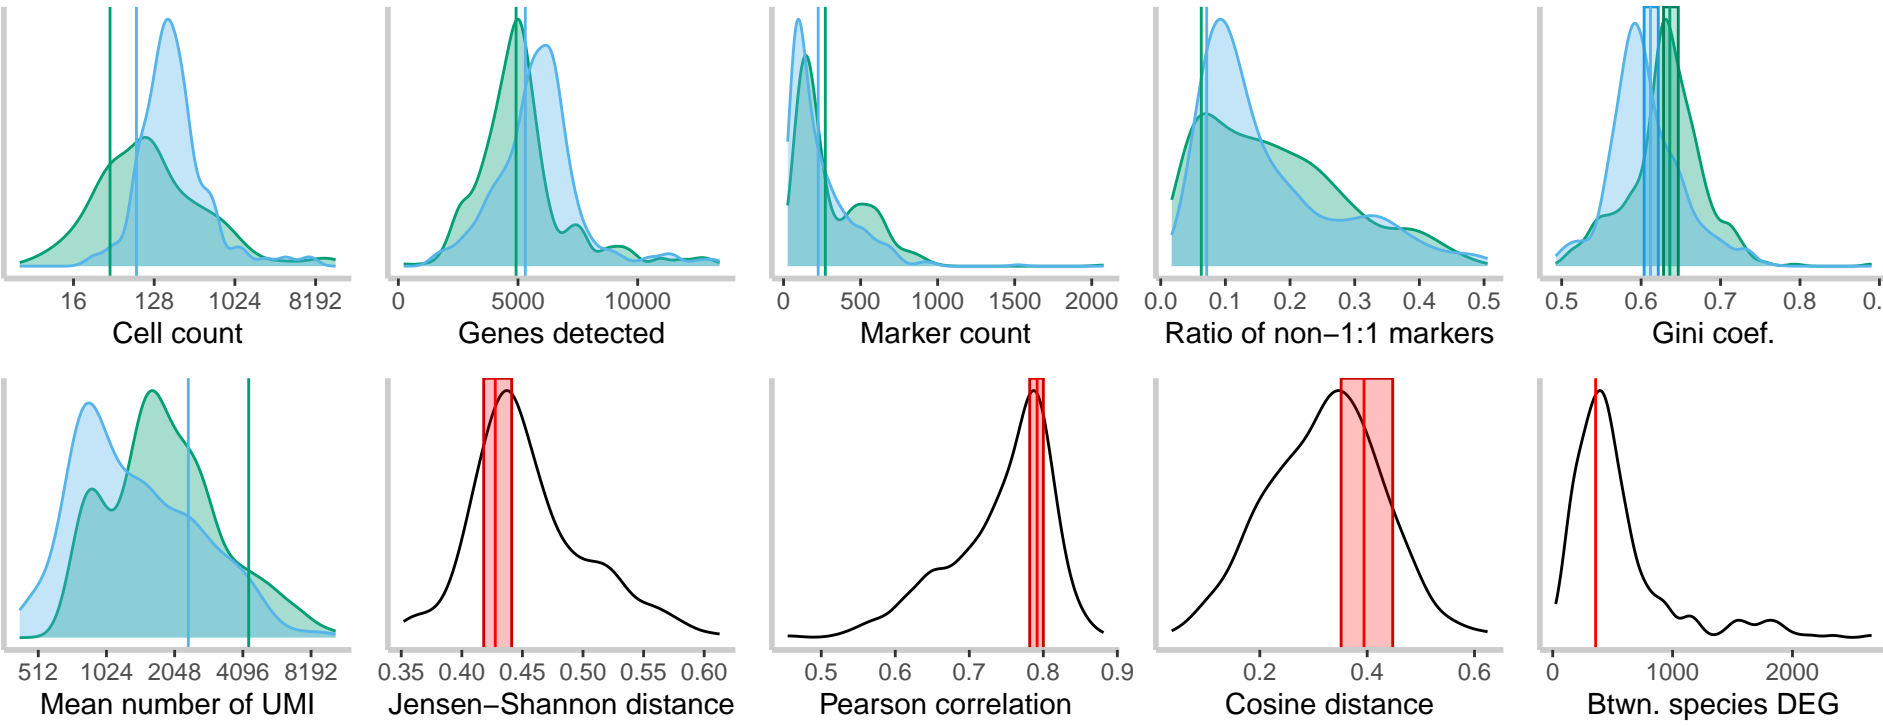 16 128 1024 8192
Cell count
0 5000 10000
Genes detected
0 500 1000 1500 2000
Marker count
0.0 0.1 0.2 0.3 0.4 0.5
Ratio of non−1:1 markers
0.5 0.6 0.7 0.8 0.
Gini coef.
512 1024 2048 4096 8192
Mean number of UMI
0.35 0.40 0.45 0.50 0.55 0.60
Jensen−Shannon distance
0.5 0.6 0.7 0.8 0.9
Pearson correlation
0.2 0.4 0.6
Cosine distance
0 1000 2000
Btwn. species DEG